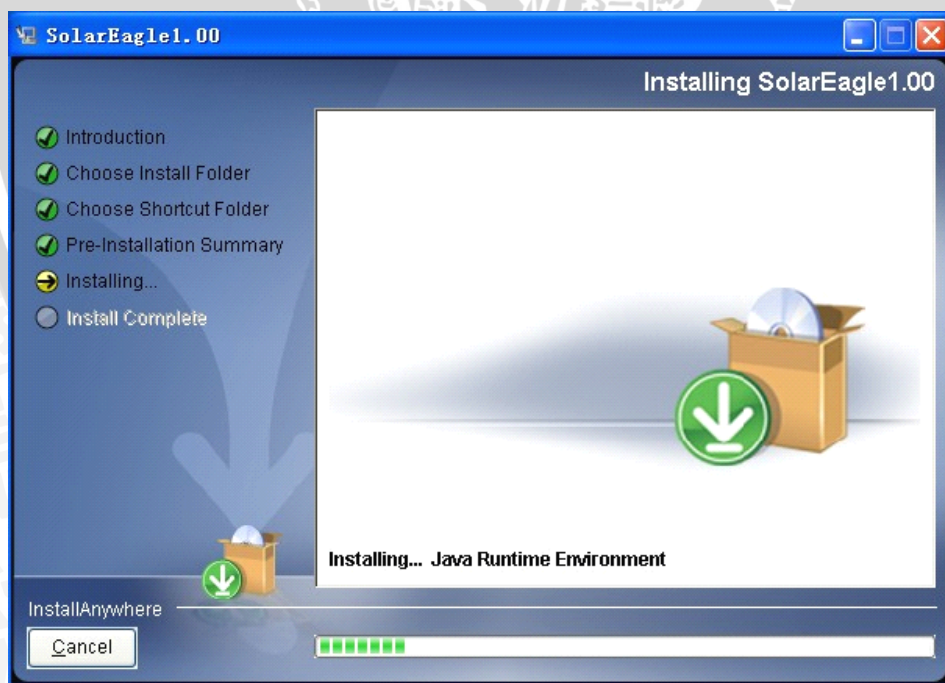 SolarEagle1.00
Installing SolarEagle1.00
Introduction
Choose Install Folder
Choose Shortcut Folder
Pre-Installation Summary
Installing...
Install Complete
Installing... Java Runtime Environment
InstallAnywhere
Cancel